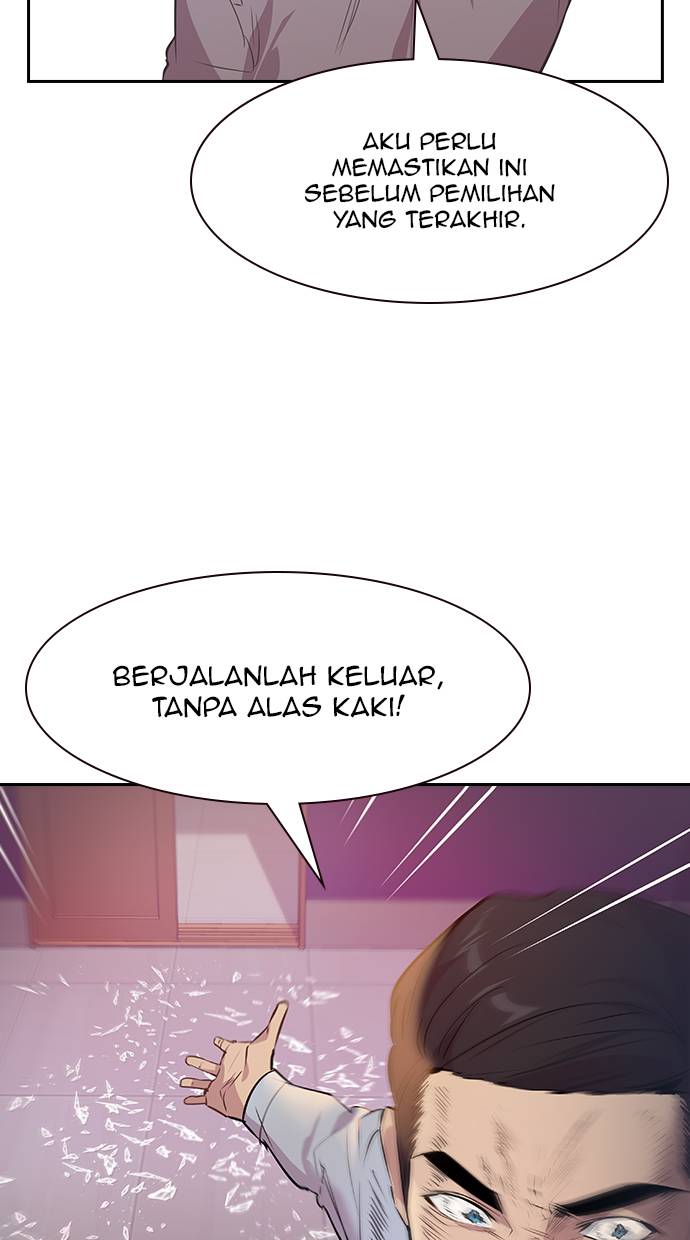 AKU PERLU
MEMASTIKAN INI
SEBELUM PEMILIHAN
YANG TERAKHIR.
BERJALANLAH KELUAR,
TANPA ALAS KAKI!